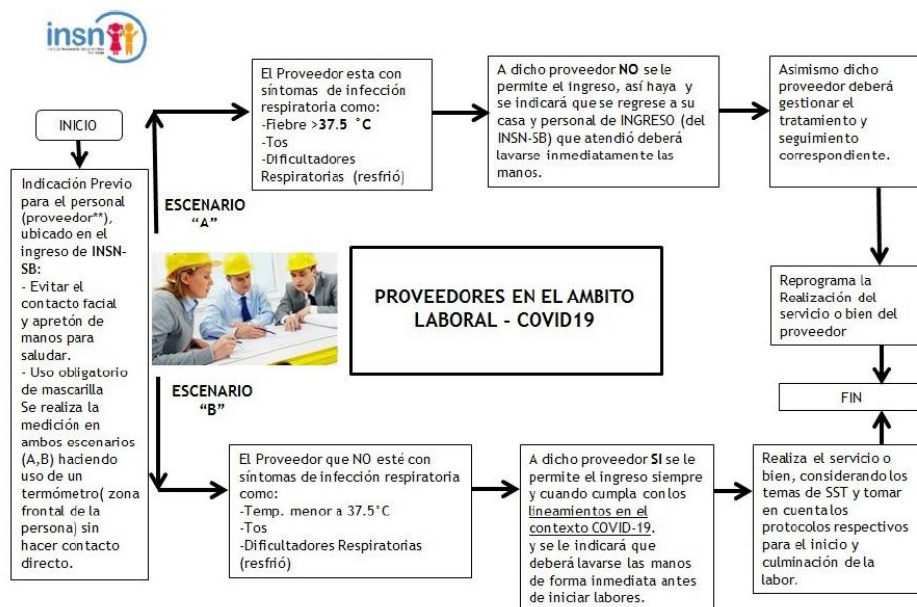 insn
INICIO
Indicación Previo
para el personal
(proveedor**),
ubicado en el
ingreso de INSN-
SB:
- Evitar el
contacto facial
y apretón de
manos para
saludar.
- Uso obligatorio
de mascarilla
Se realiza la
medición en
ambos escenarios
(A,B) haciendo
uso de un
termómetro( zona
frontal de la
persona) sin
hacer contacto
directo.
ESCENARIO
“A”
El Proveedor esta con
síntomas de infección
respiratoria como:
-Fiebre >37.5 °C
-Tos
-Dificultadores
Respiratorias (resfrió)
A dicho proveedor NO se le
permite el ingreso, así haya y
se indicará que se regrese a su
casa y personal de INGRESO (del
INSN-SB) que atendió deberá
lavarse inmediatamente las
manos.
Asimismo dicho
proveedor deberá
gestionar el
tratamiento y
seguimiento
correspondiente.
Reprograma la
Realización del
servicio o bien del
proveedor
PROVEEDORES EN EL AMBITO
LABORAL - COVID19
ESCENARIO
“B”
El Proveedor que NO esté con
síntomas de infección respiratoria
como:
-Temp. menor a 37.5°C
-Tos
-Dificultadores Respiratorias
(resfrió)
A dicho proveedor SI se le
permite el ingreso siempre
y cuando cumpla con los
lineamientos en el
contexto COVID-19.
y se le indicará que
deberá lavarse las manos
de forma inmediata antes
de iniciar labores.
Realiza el servicio o
bien, considerando los
temas de SST y tomar
en cuenta los
protocolos respectivos
para el inicio y
culminación de la
labor.
FIN